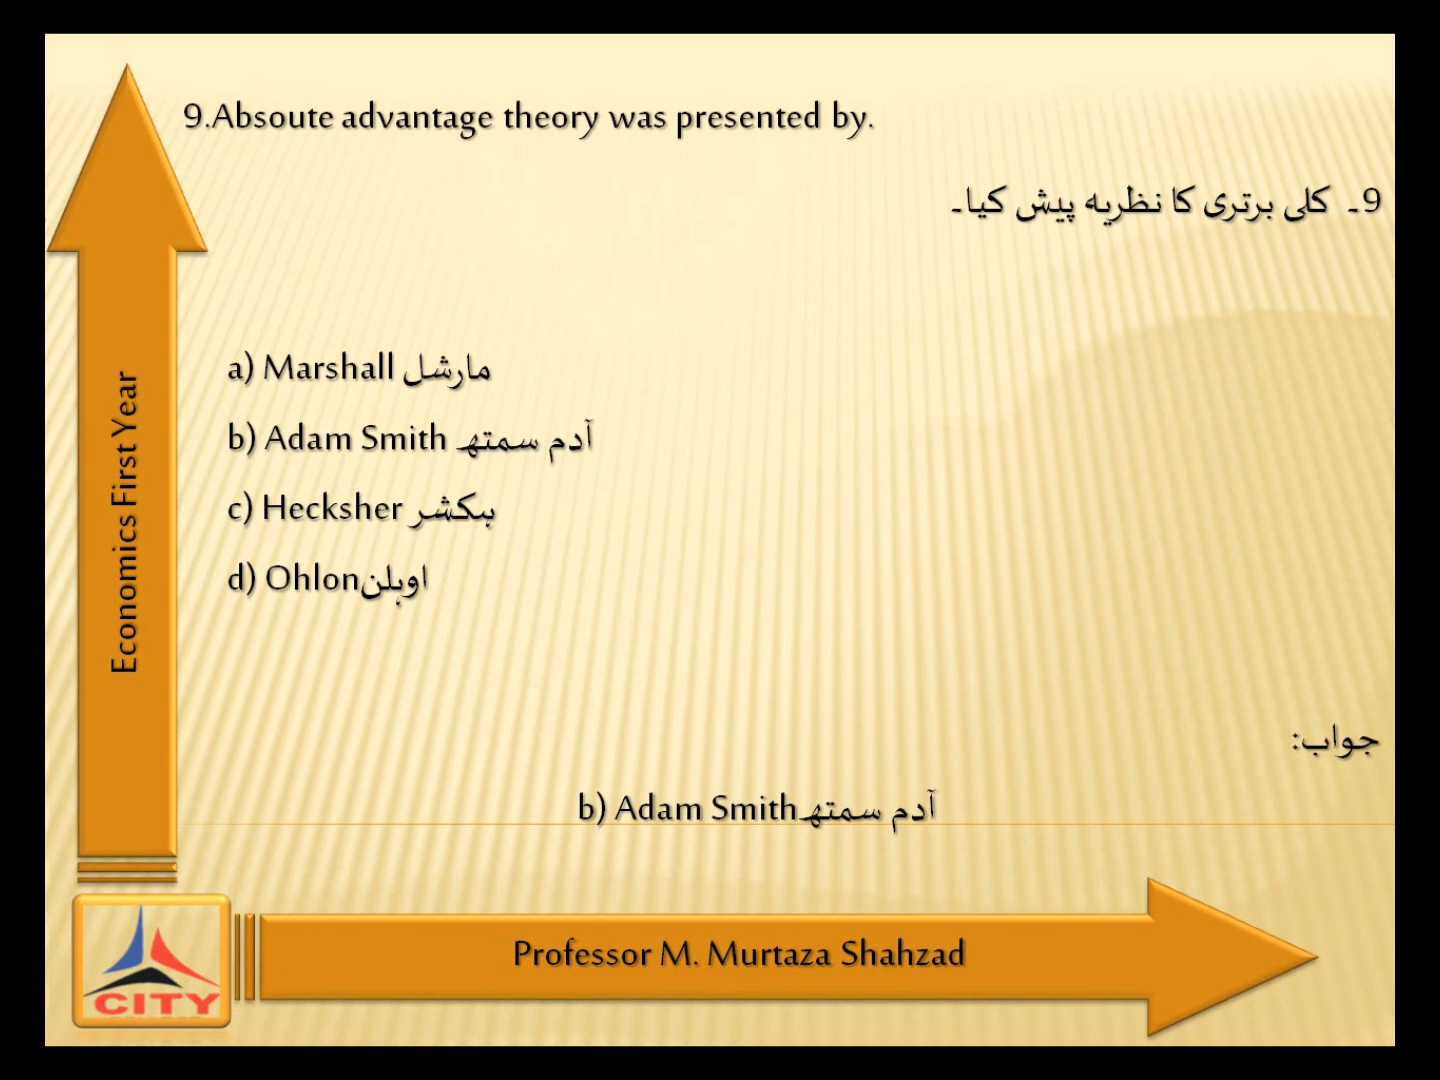 9.Absoute advantage theory was presented by.
9۔ کلی برتری کا نظریہ پیش کیا۔
a) Marshall مارشل
b) Adam Smith آدم سمتھ
c) Hecksher ہکشر
d) Ohlonاوہلن
جواب:
b) Adam Smithآدم سمتھ
Economics First Year
CITY
Professor M. Murtaza Shahzad